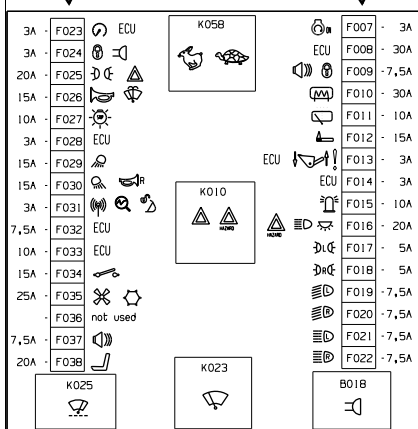 3A - F023 ECU
3A - F024
20A - F025
15A - F026
10A - F027
3A - F028 ECU
15A - F029
15A - F030 R
3A - F031
7,5A - F032 ECU
10A - F033 ECU
15A - F034
25A - F035
- F036 not used
7,5A - F037
20A - F038
K025
K058
K010
HAZARD
K023
ON F007 - 3A
ECU F008 - 30A
F009 -7,5A
F010 - 30A
F011 - 10A
F012 - 15A
ECU F013 - 3A
ECU F014 - 3A
F015 - 10A
HAZARD F016 - 20A
L F017 - 5A
R F018 - 5A
L F019 -7,5A
R F020 -7,5A
L F021 -7,5A
R F022 -7,5A
B018